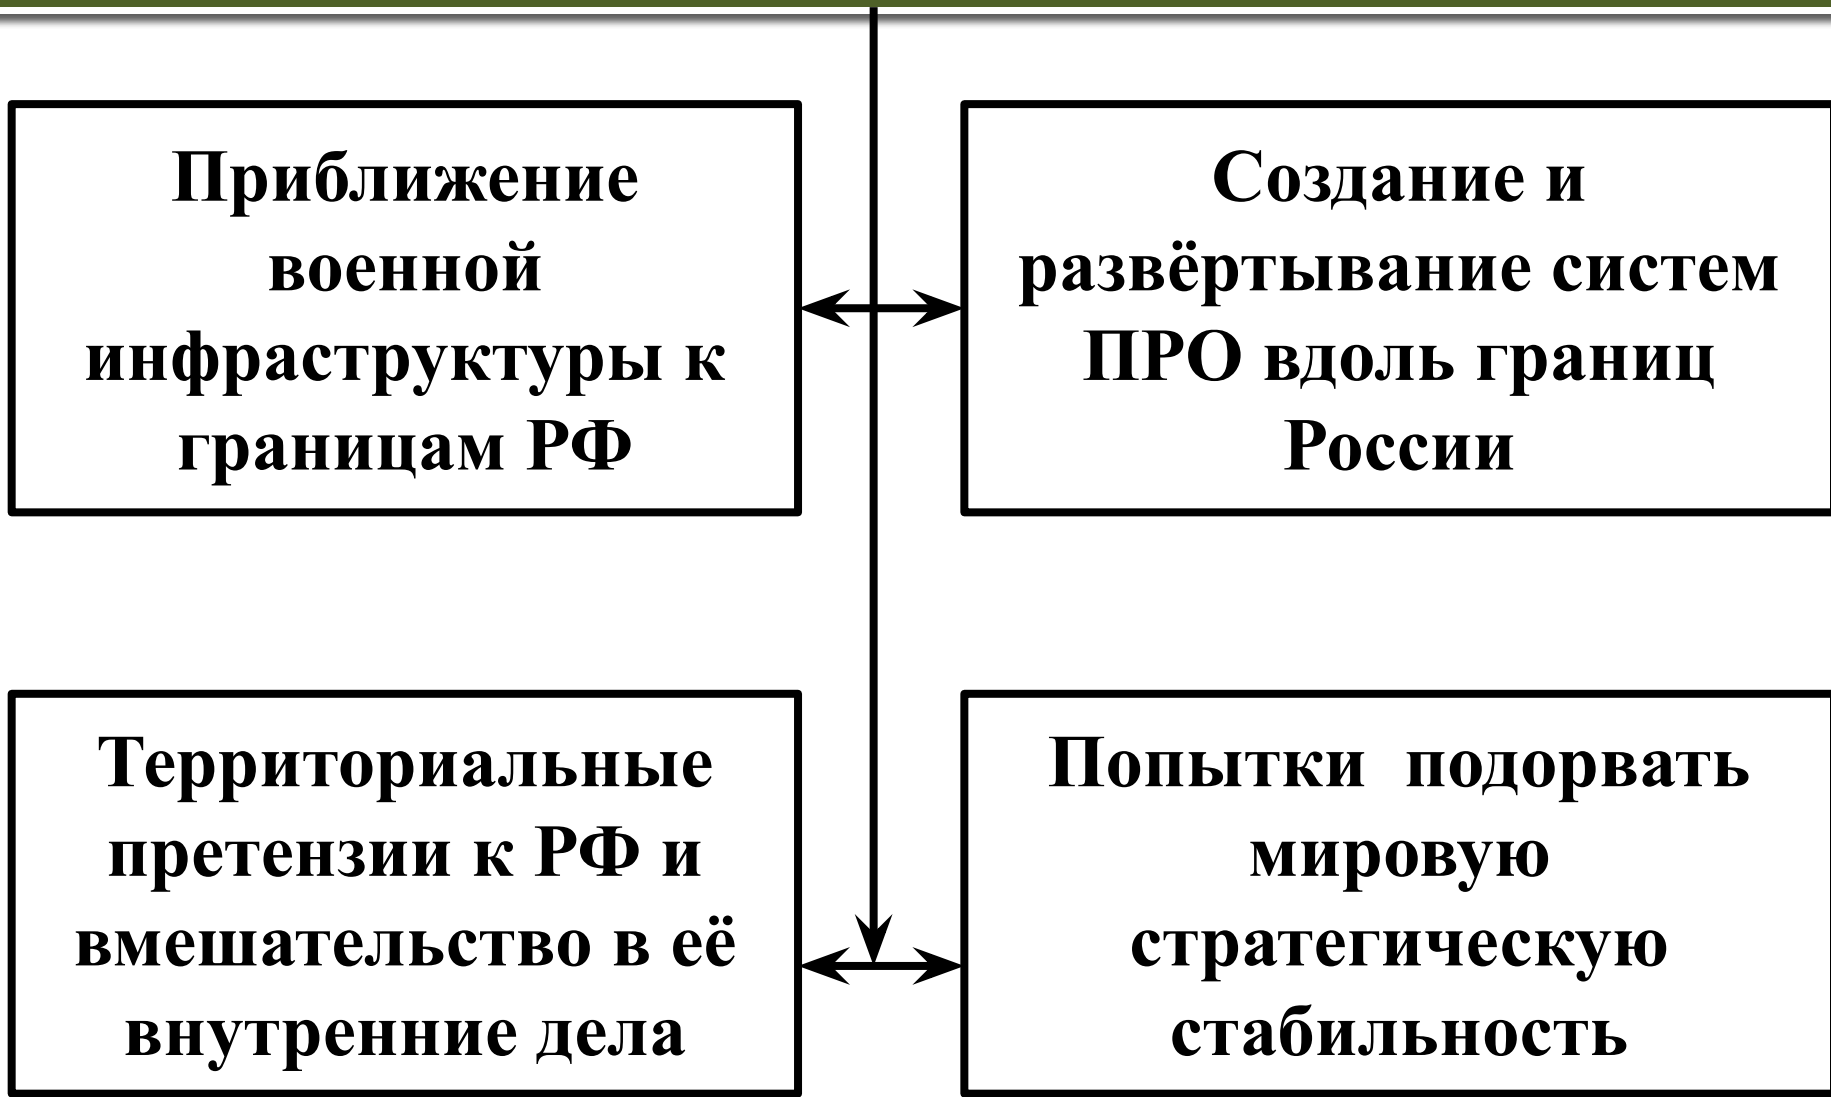 Приближение
военной
инфраструктуры к
границам РФ
Создание и
развёртывание систем
ПРО вдоль границ
России
Территориальные
претензии к РФ и
вмешательство в её
внутренние дела
Попытки  подорвать
мировую
стратегическую
стабильность